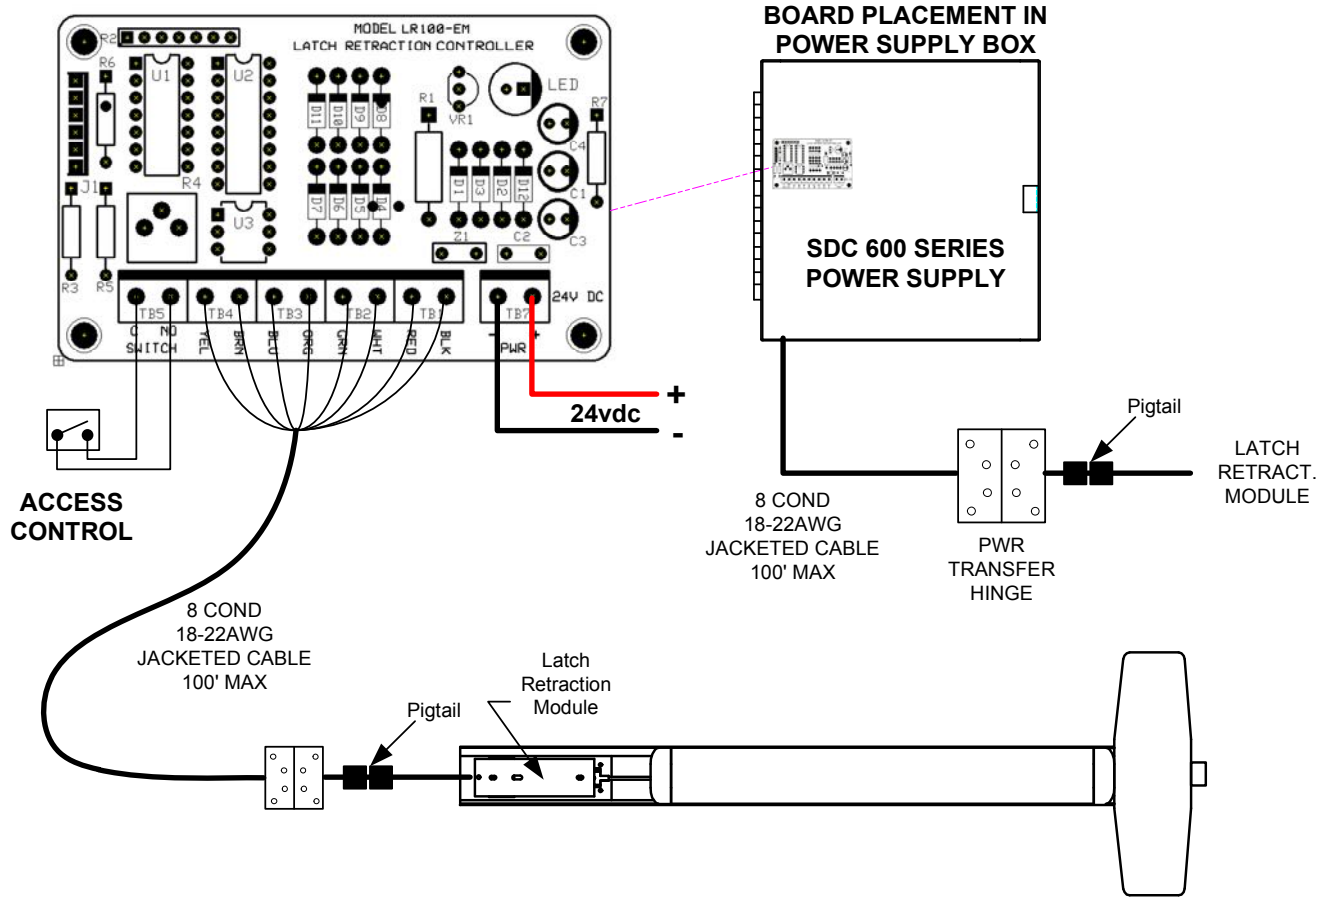 MODEL LR100-EM
LATCH RETRACTION CONTROLLER
R2
R6
U1
U2
LED
R1
VR1
R7
D11
D10
D9
D8
C4
J1
R4
D1
D3
D2
D12
C1
D7
D6
D5
D4
U3
Z1
C2
C3
R3
R5
24V DC
TB5
TB4
TB3
TB2
TB1
TB7
C
NO
YEL
BRN
BLU
ORG
GRN
WHT
RED
BLK
-
+
SWITCH
PWR
+
24vdc
-
ACCESS
CONTROL
BOARD PLACEMENT IN
POWER SUPPLY BOX
SDC 600 SERIES
POWER SUPPLY
Pigtail
LATCH
RETRACT.
MODULE
8 COND
18-22AWG
JACKETED CABLE
100' MAX
PWR
TRANSFER
HINGE
8 COND
18-22AWG
JACKETED CABLE
100' MAX
Pigtail
Latch
Retraction
Module